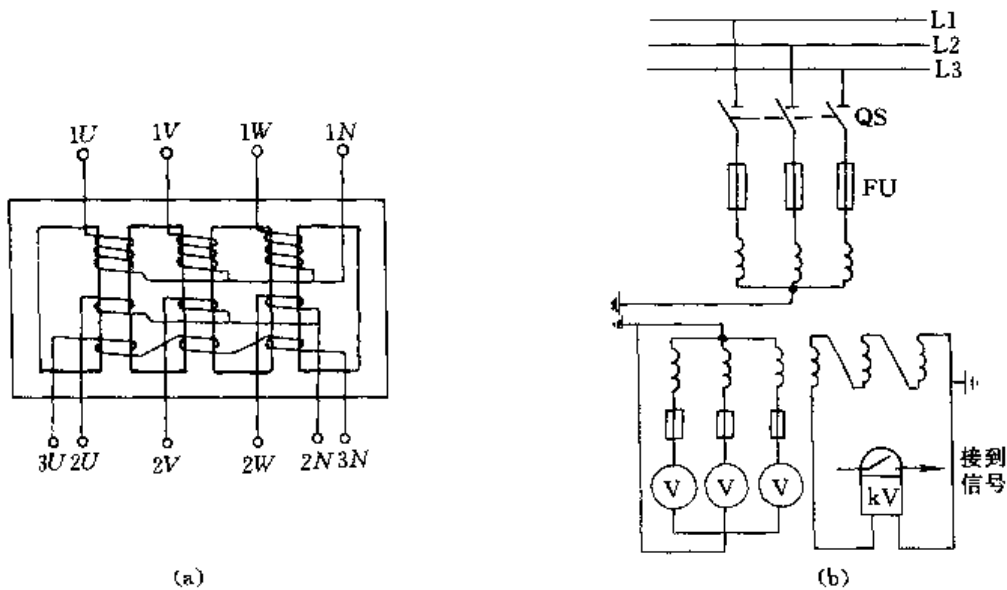 1U 1V 1W 1N
3U 2U 2V 2W 2N 3N
(a)
L1
L2
L3
QS
FU
V V V
kV
接到
信号
(b)